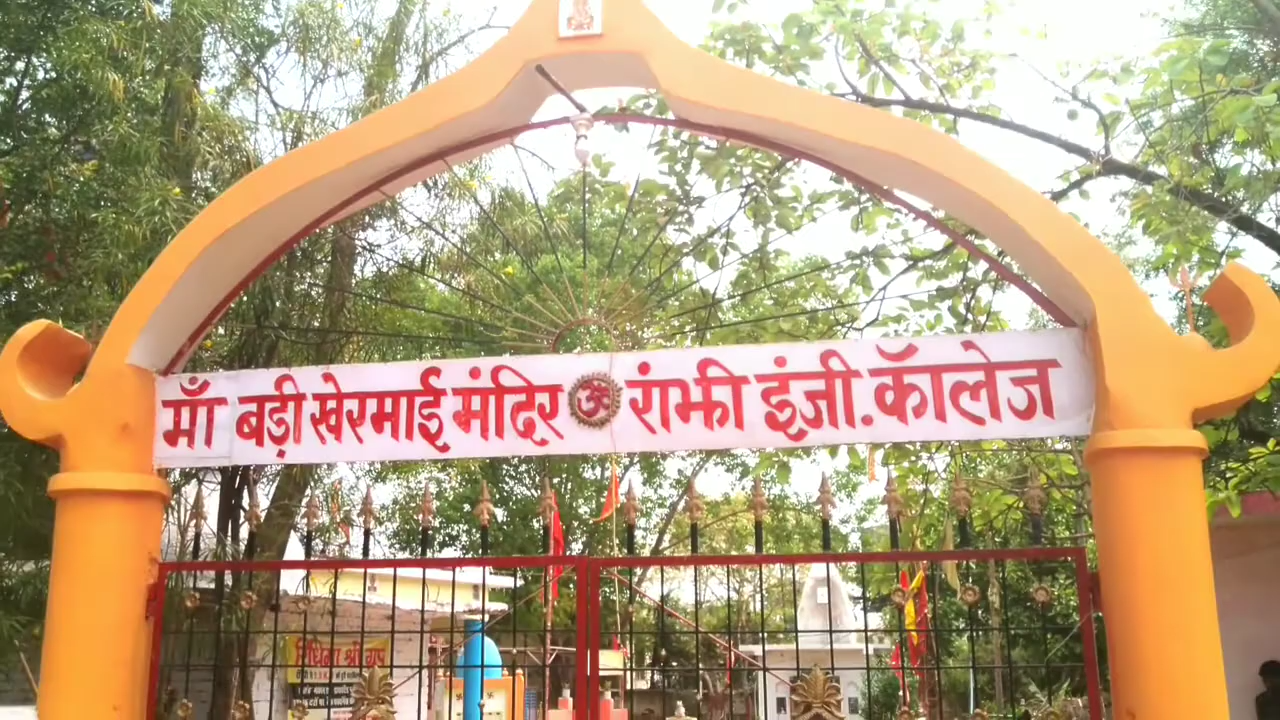 माँ बड़ी खेरमाई मंदिर ॐ रांझी इंजी. कॉलेज